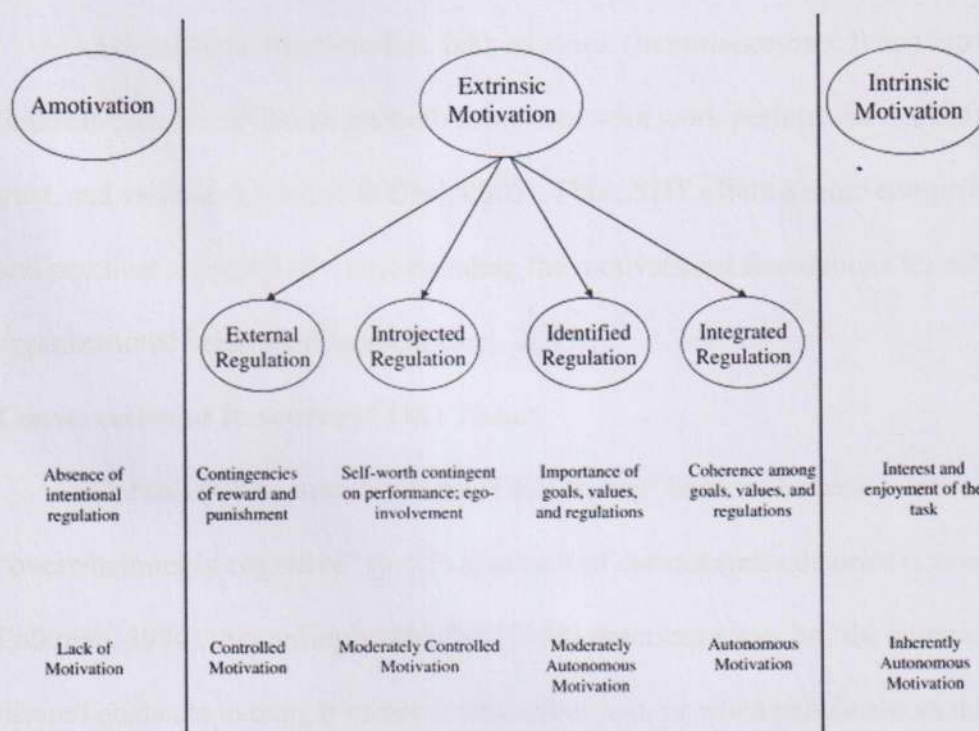 Amotivation
Extrinsic
Motivation
Intrinsic
Motivation
External
Regulation
Introjected
Regulation
Identified
Regulation
Integrated
Regulation
Absence of
intentional
regulation
Contingencies
of reward and
punishment
Self-worth contingent
on performance; ego-
involvement
Importance of
goals, values,
and regulations
Coherence among
goals, values, and
regulations
Interest and
enjoyment of the
task
Lack of
Motivation
Controlled
Motivation
Moderately Controlled
Motivation
Moderately
Autonomous
Motivation
Autonomous
Motivation
Inherently
Autonomous
Motivation